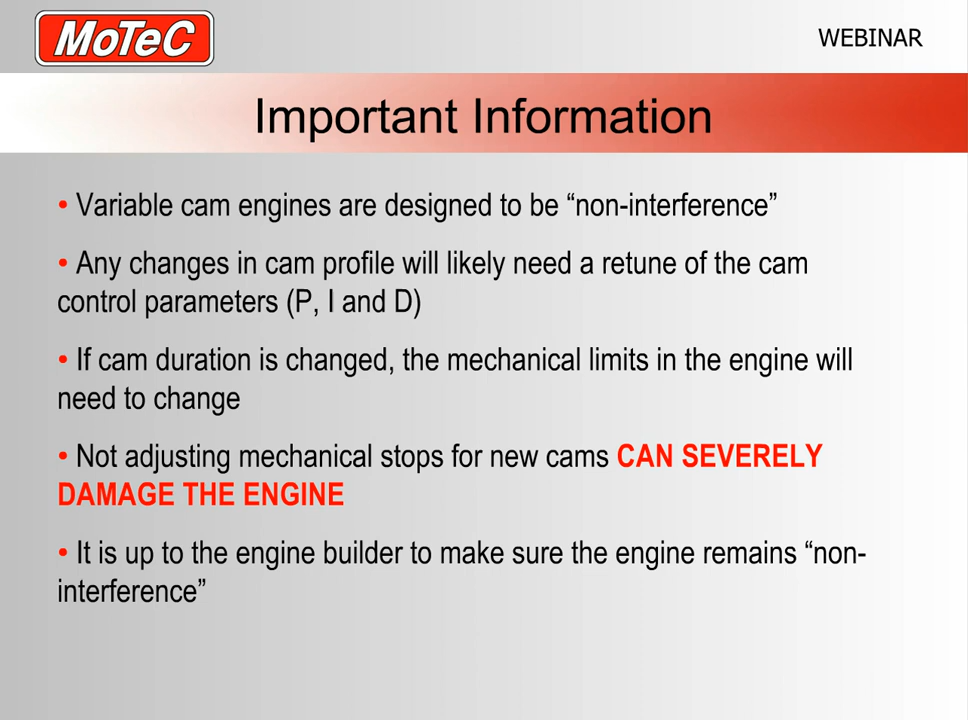 MoTeC
WEBINAR
Important Information
• Variable cam engines are designed to be “non-interference”
• Any changes in cam profile will likely need a retune of the cam
control parameters (P, I and D)
• If cam duration is changed, the mechanical limits in the engine will
need to change
• Not adjusting mechanical stops for new cams CAN SEVERELY
DAMAGE THE ENGINE
• It is up to the engine builder to make sure the engine remains “non-
interference”